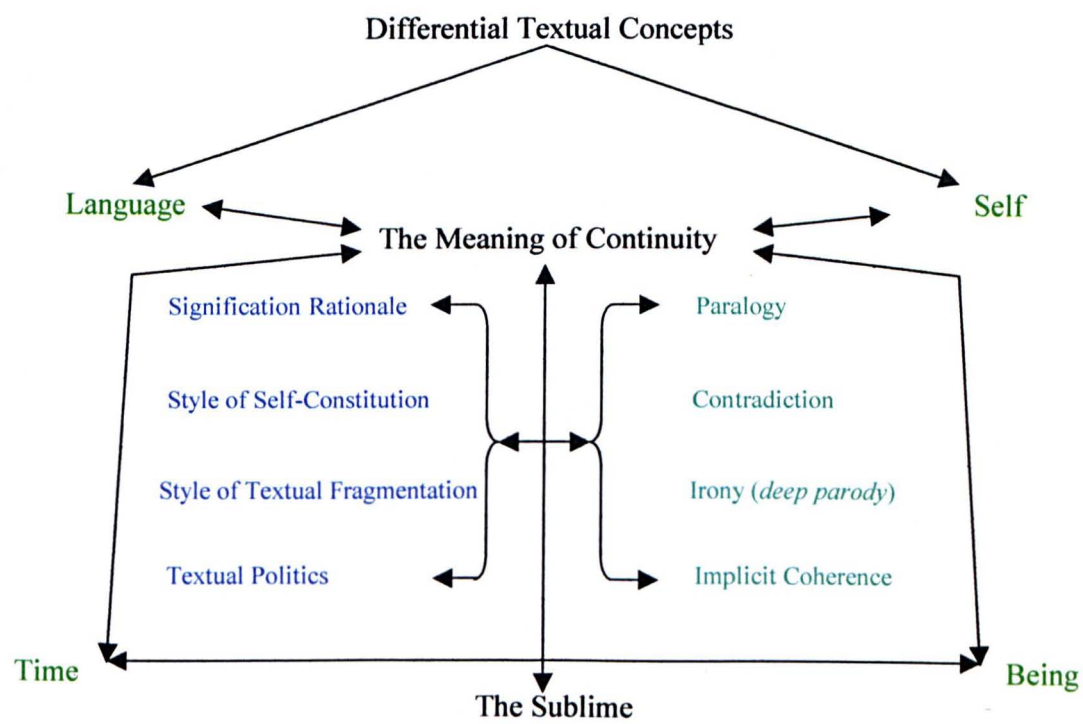 Differential Textual Concepts
Language
Self
The Meaning of Continuity
Signification Rationale
Paralogy
Style of Self-Constitution
Contradiction
Style of Textual Fragmentation
Irony (deep parody)
Textual Politics
Implicit Coherence
Time
Being
The Sublime